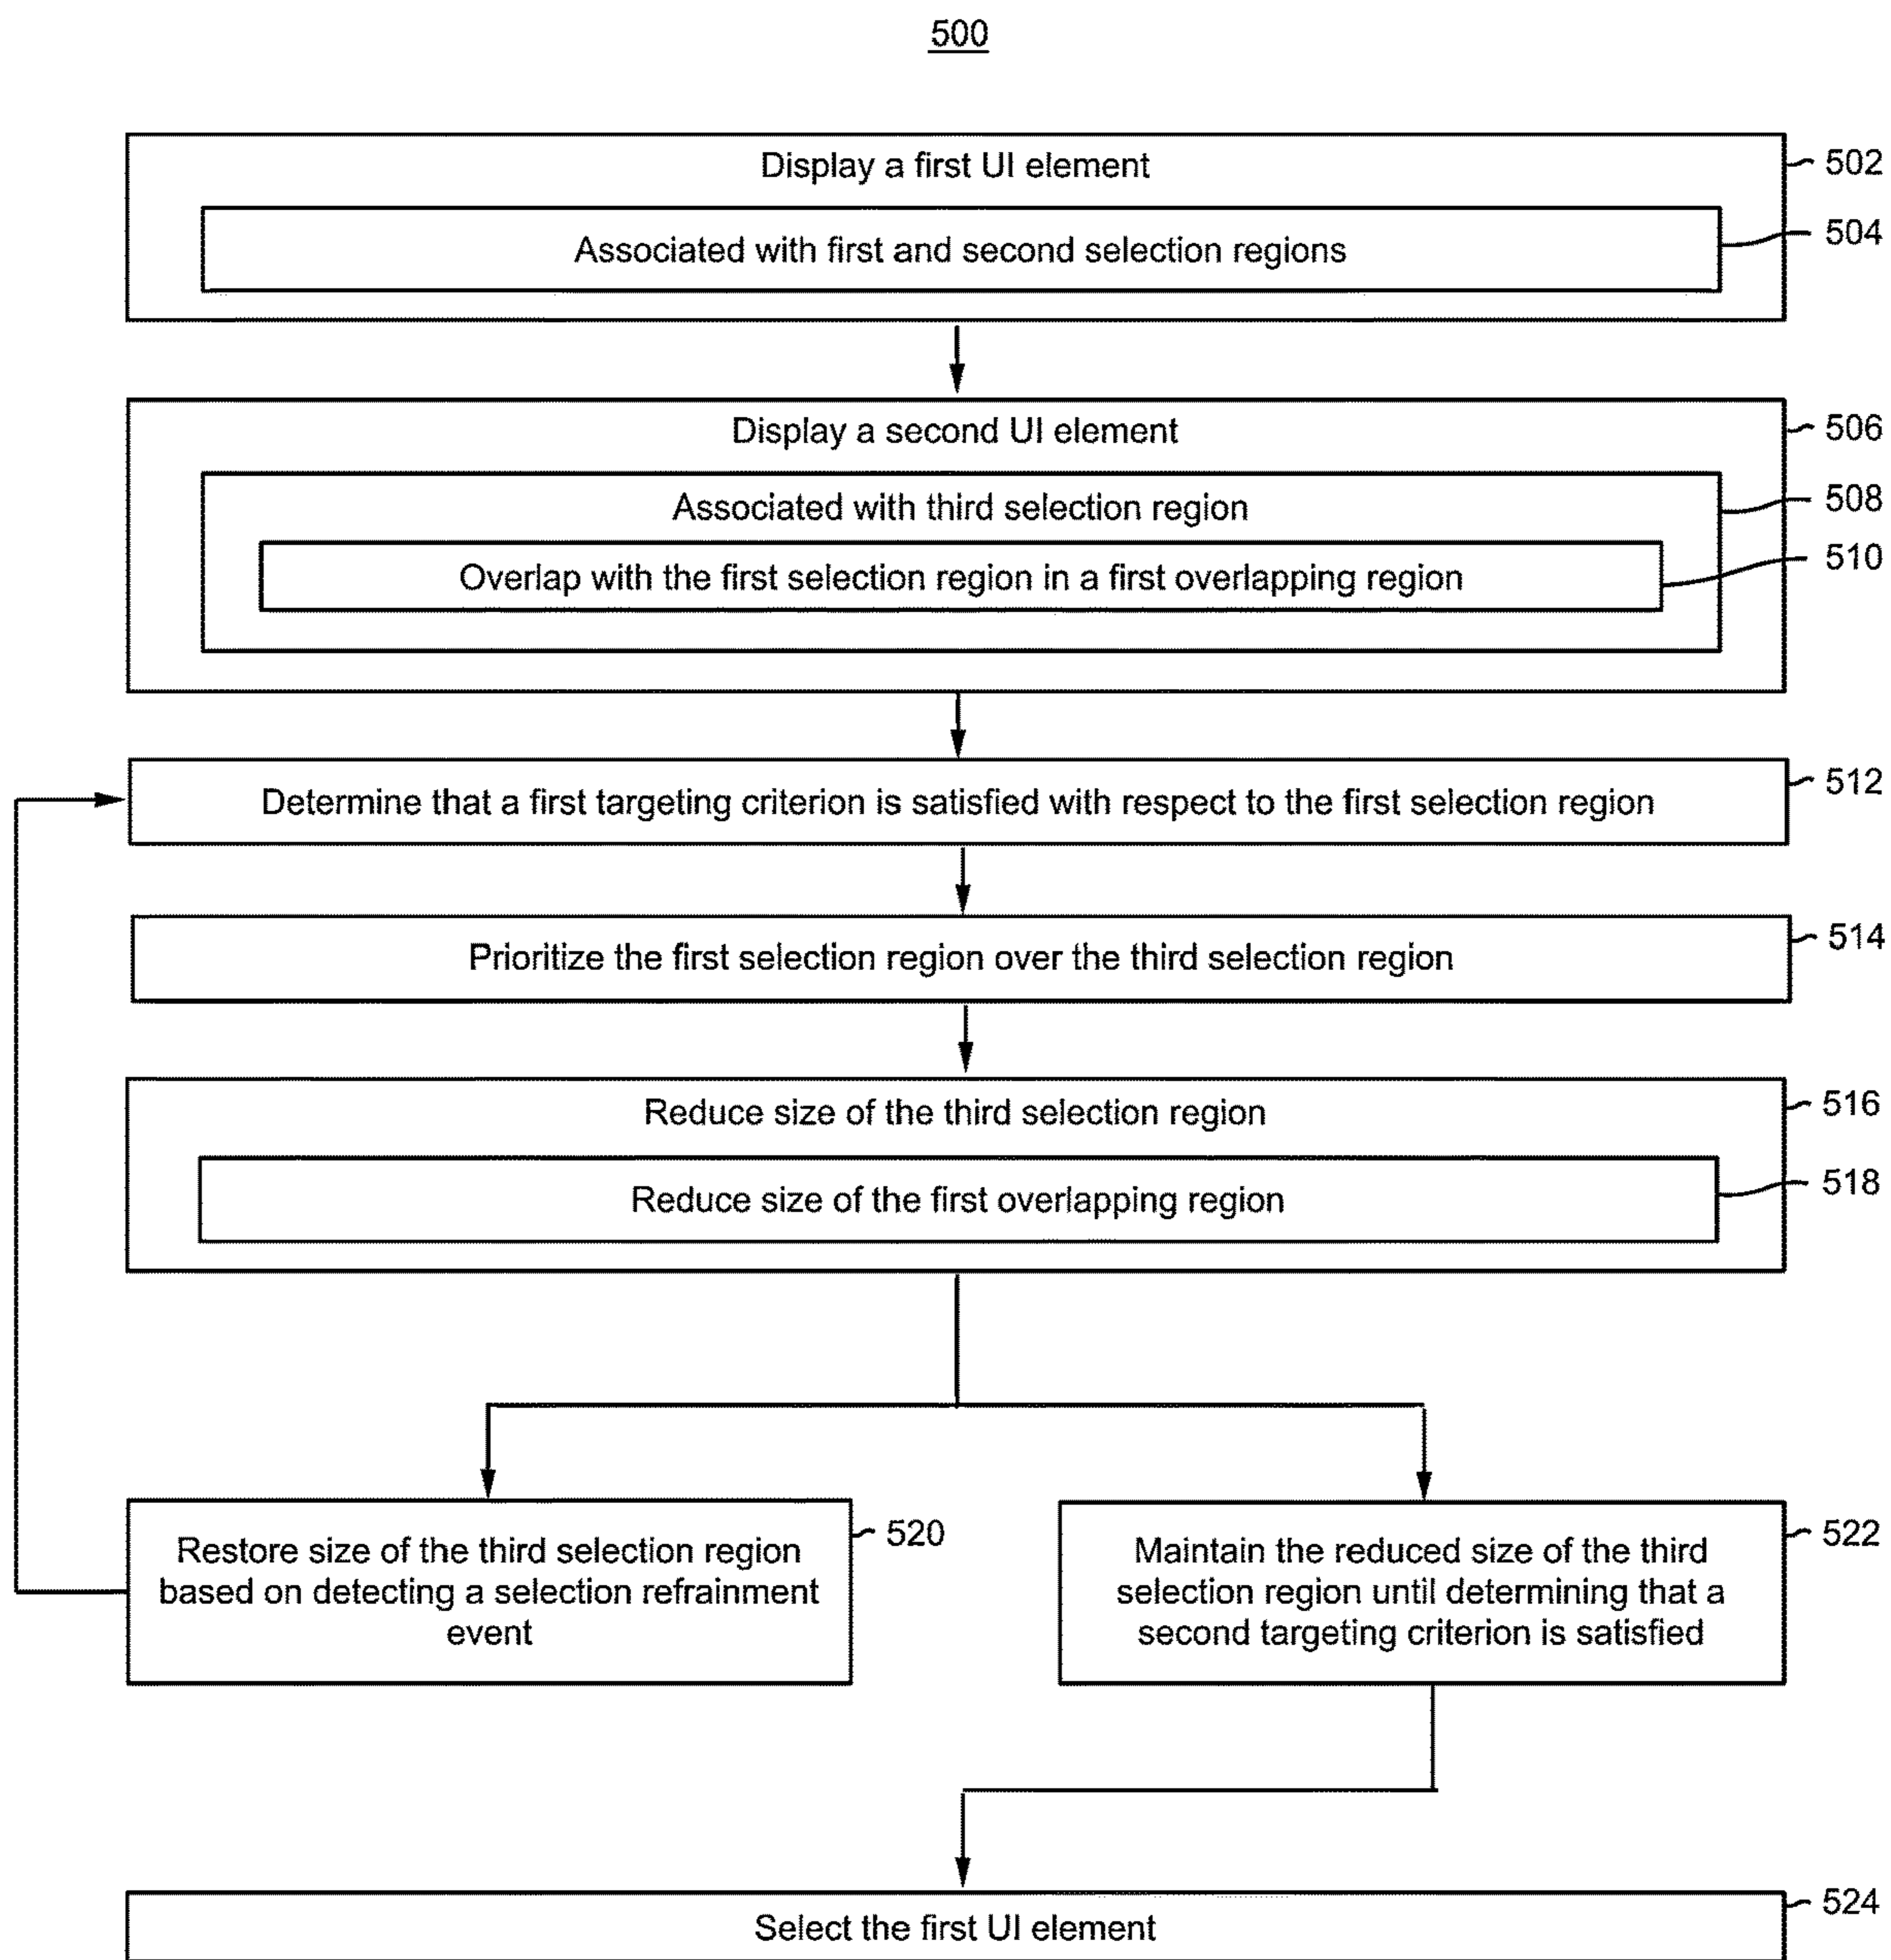 500
Display a first UI element
502
Associated with first and second selection regions
504
Display a second UI element
506
Associated with third selection region
508
Overlap with the first selection region in a first overlapping region
510
Determine that a first targeting criterion is satisfied with respect to the first selection region
512
Prioritize the first selection region over the third selection region
514
Reduce size of the third selection region
516
Reduce size of the first overlapping region
518
Restore size of the third selection region
based on detecting a selection refrainment
event
520
Maintain the reduced size of the third
selection region until determining that a
second targeting criterion is satisfied
522
Select the first UI element
524